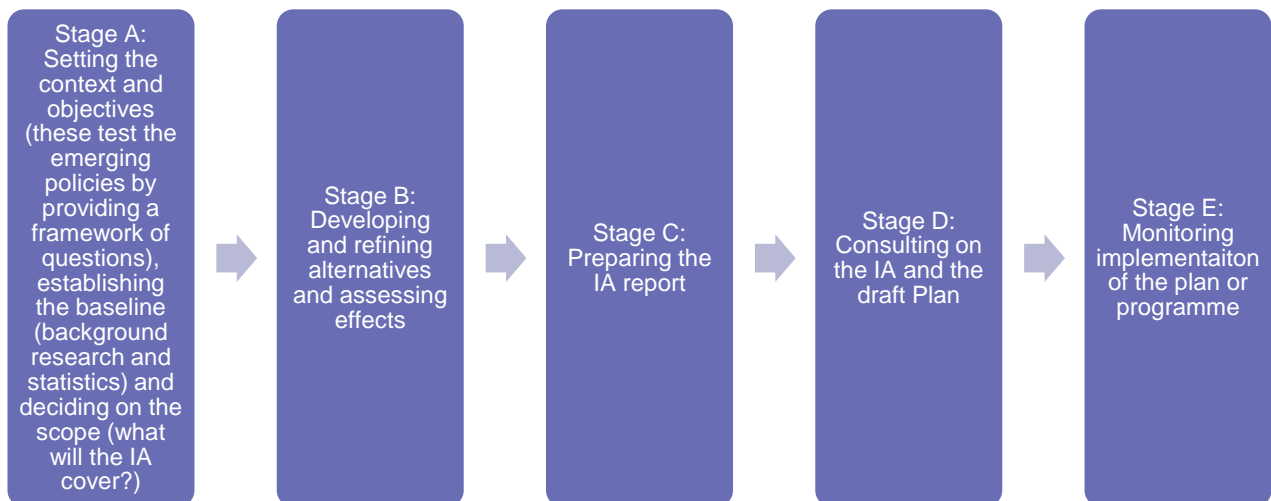 Stage A:
Setting the
context and
objectives
(these test the
emerging
policies by
providing a
framework of
questions),
establishing
the baseline
(background
research and
statistics) and
deciding on the
scope (what
will the IA
cover?)
Stage B:
Developing
and refining
alternatives
and assessing
effects
Stage C:
Preparing the
IA report
Stage D:
Consulting on
the IA and the
draft Plan
Stage E:
Monitoring
implementaiton
of the plan or
programme